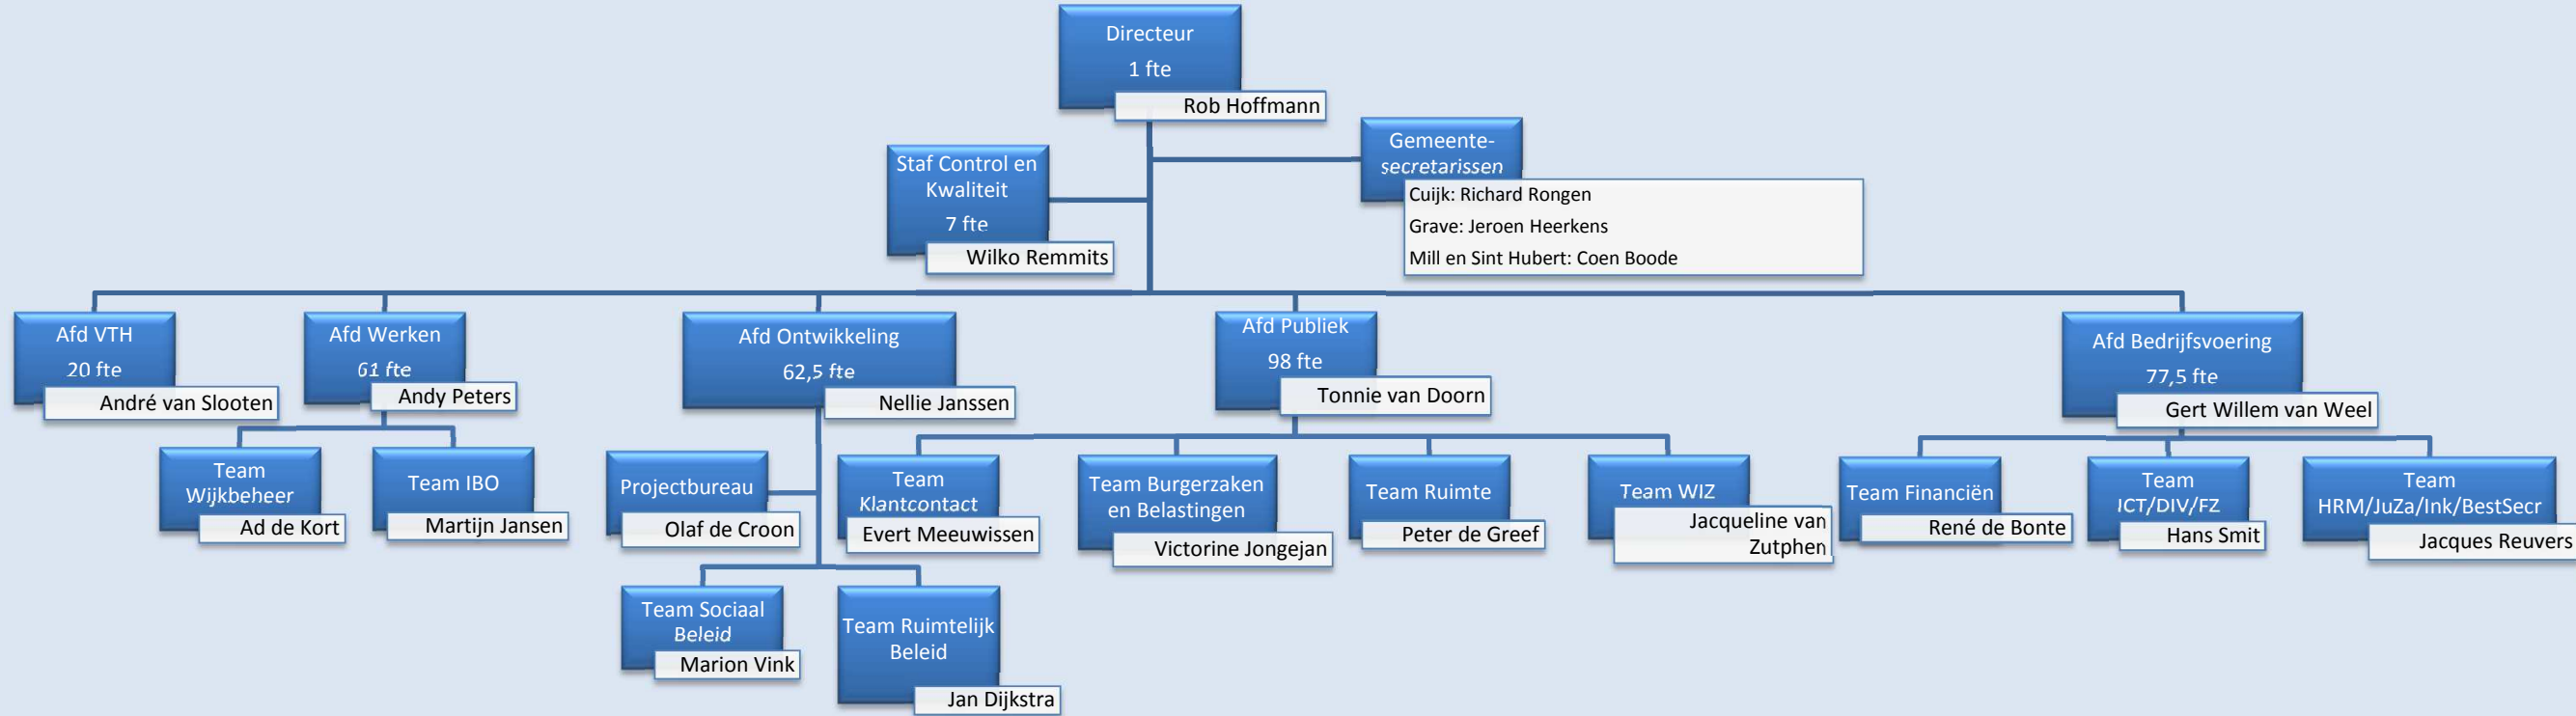 Directeur
1 fte
Rob Hoffmann
Gemeente-
secretarissen
Cuijk: Richard Rongen
Grave: Jeroen Heerkens
Mill en Sint Hubert: Coen Boode
Staf Control en
Kwaliteit
7 fte
Wilko Remmits
Afd VTH
20 fte
André van Slooten
Afd Werken
61 fte
Andy Peters
Afd Ontwikkeling
62,5 fte
Nellie Janssen
Afd Publiek
98 fte
Tonnie van Doorn
Afd Bedrijfsvoering
77,5 fte
Gert Willem van Weel
Team
Wijkbeheer
Ad de Kort
Team IBO
Martijn Jansen
Projectbureau
Olaf de Croon
Team
Klantcontact
Evert Meeuwissen
Team Burgerzaken
en Belastingen
Victorine Jongejan
Team Ruimte
Peter de Greef
Team WIZ
Jacqueline van
Zutphen
Team Financiën
René de Bonte
Team
ICT/DIV/FZ
Hans Smit
Team
HRM/JuZa/Ink/BestSecr
Jacques Reuvers
Team Sociaal
Beleid
Marion Vink
Team Ruimtelijk
Beleid
Jan Dijkstra